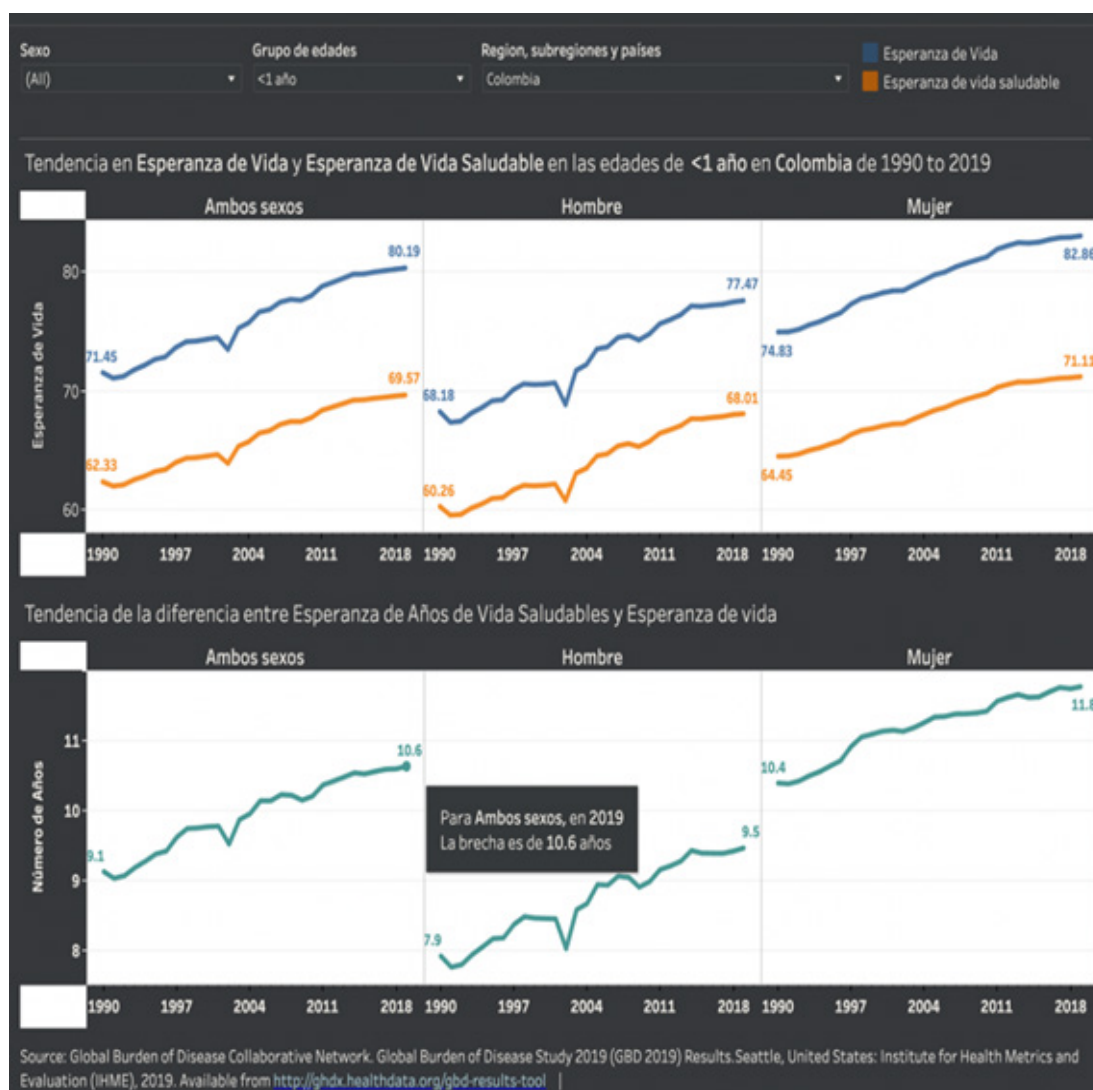 Sexo
(All)
Grupo de edades
<1 año
Region, subregiones y países
Colombia
Esperanza de Vida
Esperanza de vida saludable
Tendencia en Esperanza de Vida y Esperanza de Vida Saludable en las edades de <1 año en Colombia de 1990 to 2019
Ambos sexos
Hombre
Mujer
Esperanza de Vida
80
70
60
71.45
80.19
62.33
69.57
68.18
77.47
60.26
68.01
74.83
82.86
64.45
71.11
1990 1997 2004 2011 2018
1990 1997 2004 2011 2018
1990 1997 2004 2011 2018
Tendencia de la diferencia entre Esperanza de Años de Vida Saludables y Esperanza de vida
Ambos sexos
Hombre
Mujer
Número de Años
11
10
9
8
9.1
10.6
Para Ambos sexos, en 2019
La brecha es de 10.6 años
7.9
9.5
10.4
11.8
1990 1997 2004 2011 2018
1990 1997 2004 2011 2018
1990 1997 2004 2011 2018
Source: Global Burden of Disease Collaborative Network. Global Burden of Disease Study 2019 (GBD 2019) Results.Seattle, United States: Institute for Health Metrics and
Evaluation (IHME), 2019. Available from http://ghdx.healthdata.org/gbd-results-tool |